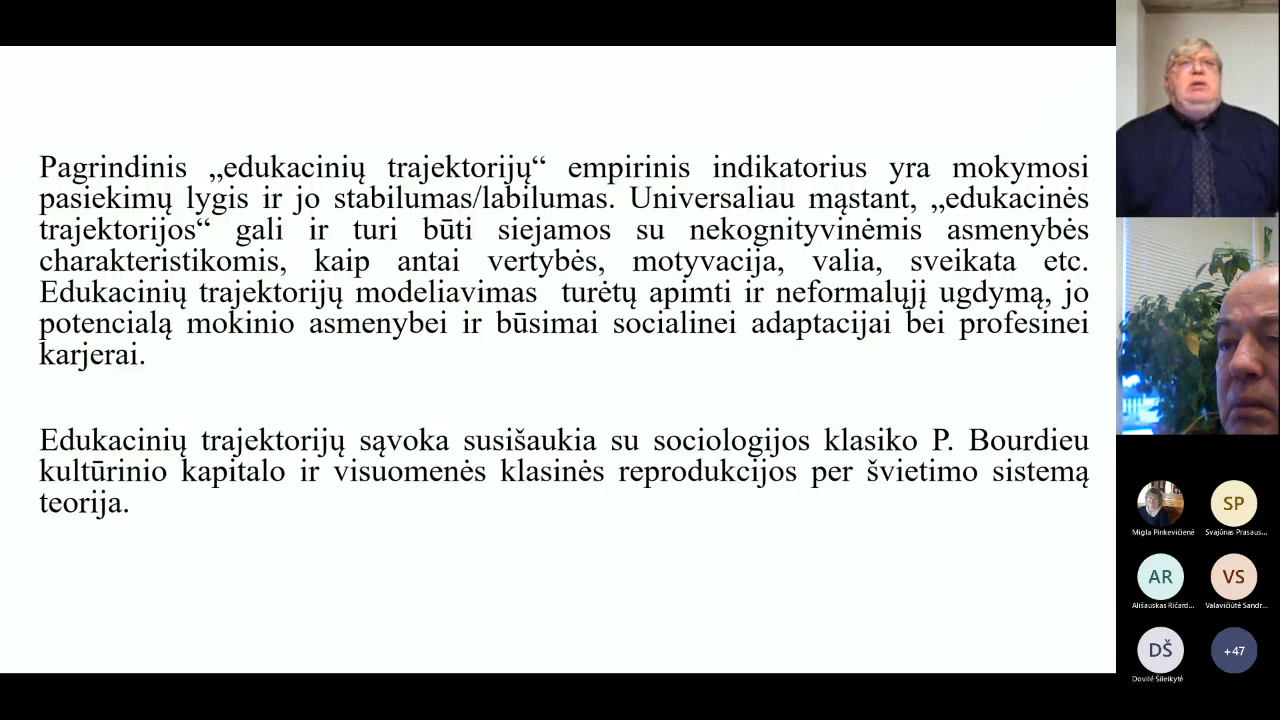 Pagrindinis „edukacinių trajektorijų“ empirinis indikatorius yra mokymosi
pasiekimų lygis ir jo stabilumas/labilumas. Universaliau mąstant, „edukacinės
trajektorijos“ gali ir turi būti siejamos su nekognityvinėmis asmenybės
charakteristikomis, kaip antai vertybės, motyvacija, valia, sveikata etc.
Edukacinių trajektorijų modeliavimas turėtų apimti ir neformalųjį ugdymą, jo
potencialą mokinio asmenybei ir būsimai socialinei adaptacijai bei profesinei
karjerai.
Edukacinių trajektorijų sąvoka susišaukia su sociologijos klasiko P. Bourdieu
kultūrinio kapitalo ir visuomenės klasinės reprodukcijos per švietimo sistemą
teorija.
SP
Migla Pinkevičienė
Svajūnas Prasaus...
AR
VS
Ališauskas Ričard...
Valavičiūtė Sandr...
DŠ
+47
Dovilė Šileikytė